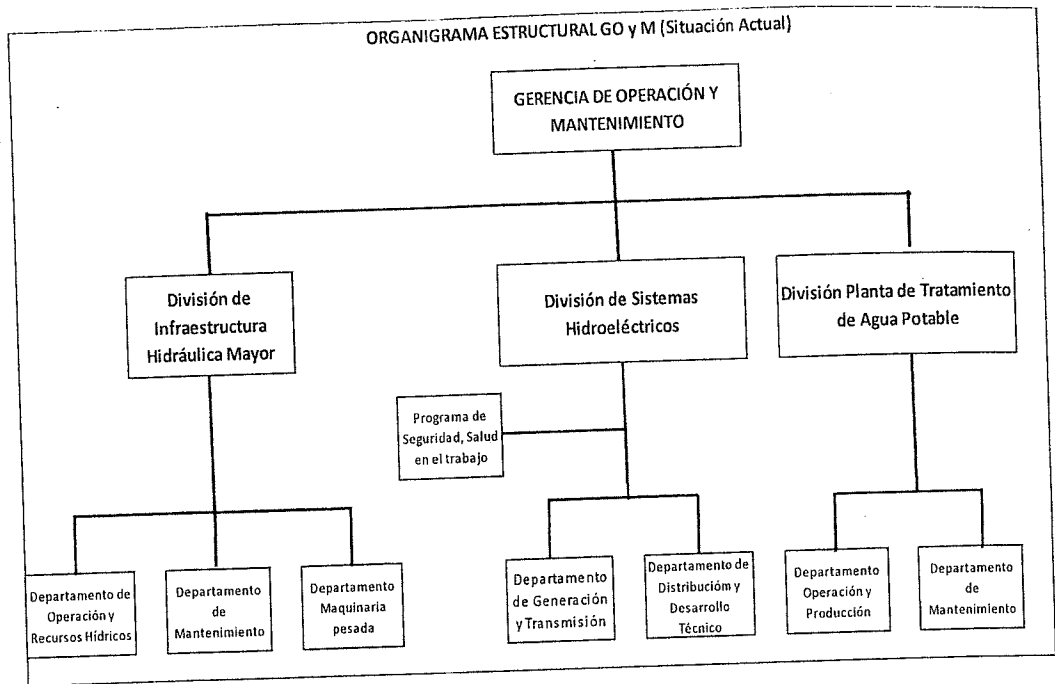 ORGANIGRAMA ESTRUCTURAL GO y M (Situación Actual)
GERENCIA DE OPERACIÓN Y
MANTENIMIENTO
División de
Infraestructura
Hidráulica Mayor
División de Sistemas
Hidroeléctricos
División Planta de Tratamiento
de Agua Potable
Programa de
Seguridad, Salud
en el trabajo
Departamento de
Operación y
Recursos Hídricos
Departamento
de
Mantenimiento
Departamento
Maquinaria
pesada
Departamento
de Generación
y Transmisión
Departamento de
Distribución y
Desarrollo
Técnico
Departamento
Operación y
Producción
Departamento
de
Mantenimiento